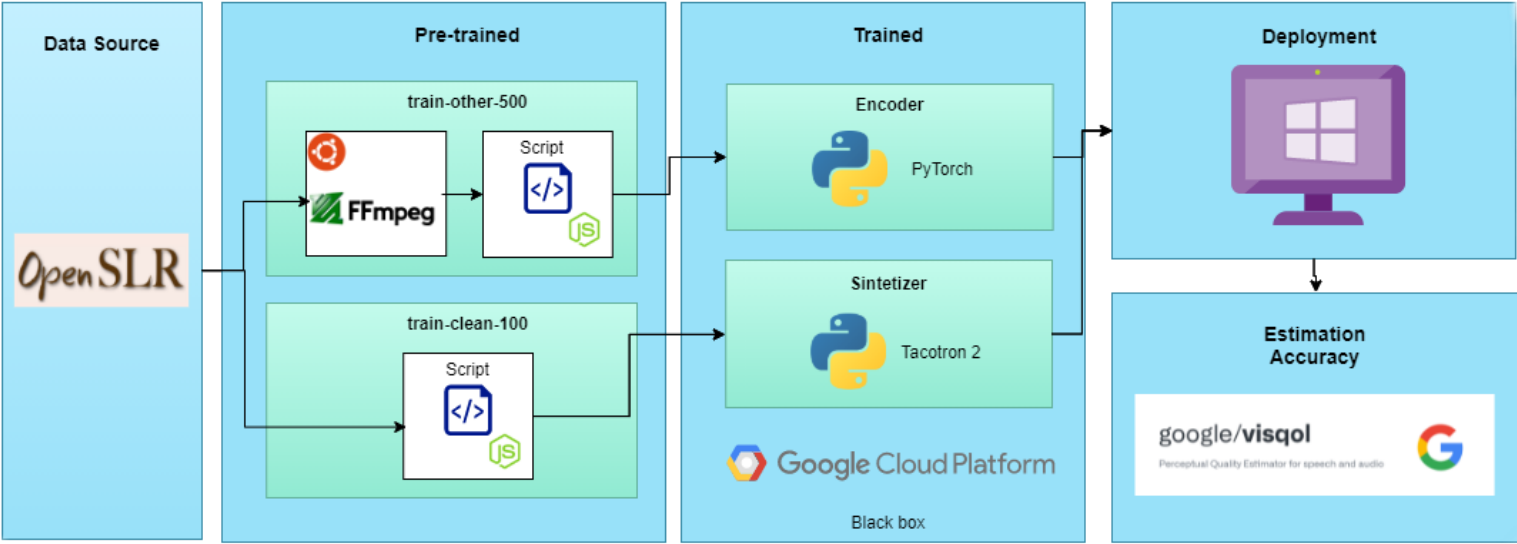 Data Source
OpenSLR
Pre-trained
train-other-500
FFmpeg
Script
</>
JS
train-clean-100
Script
</>
JS
Trained
Encoder
PyTorch
Sintetizer
Tacotron 2
Google Cloud Platform
Black box
Deployment
Estimation
Accuracy
google/visqol
Perceptual Quality Estimator for speech and audio
G